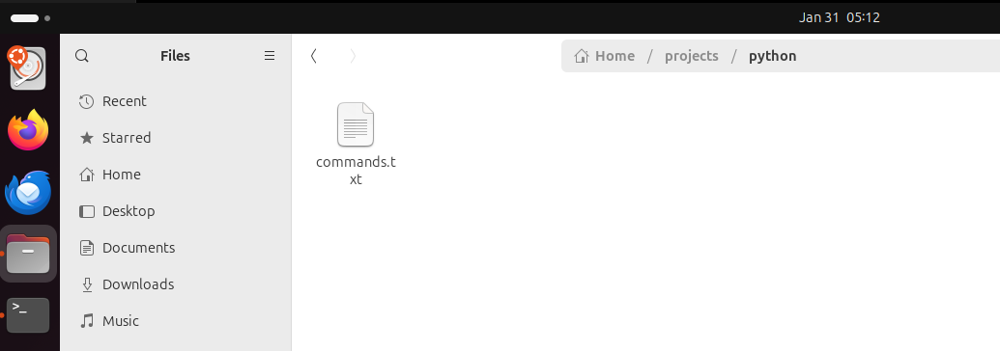 Jan 31 05:12
Files
Home / projects / python
Recent
Starred
Home
Desktop
Documents
Downloads
Music
commands.t
xt
>_